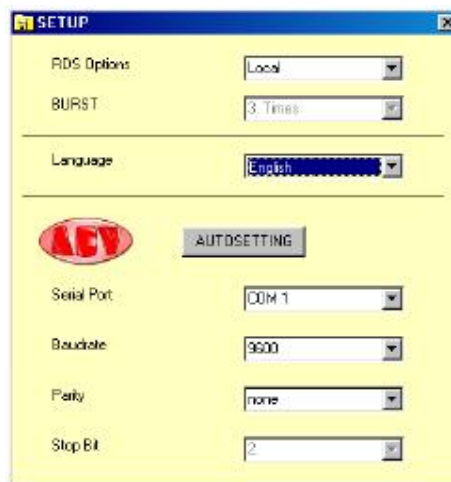 SETUP
RDS Options Local
BURST 3 Times
Language English
AEV
AUTOSETTING
Serial Port COM 1
Baudrate 9600
Parity none
Stop Bit 2